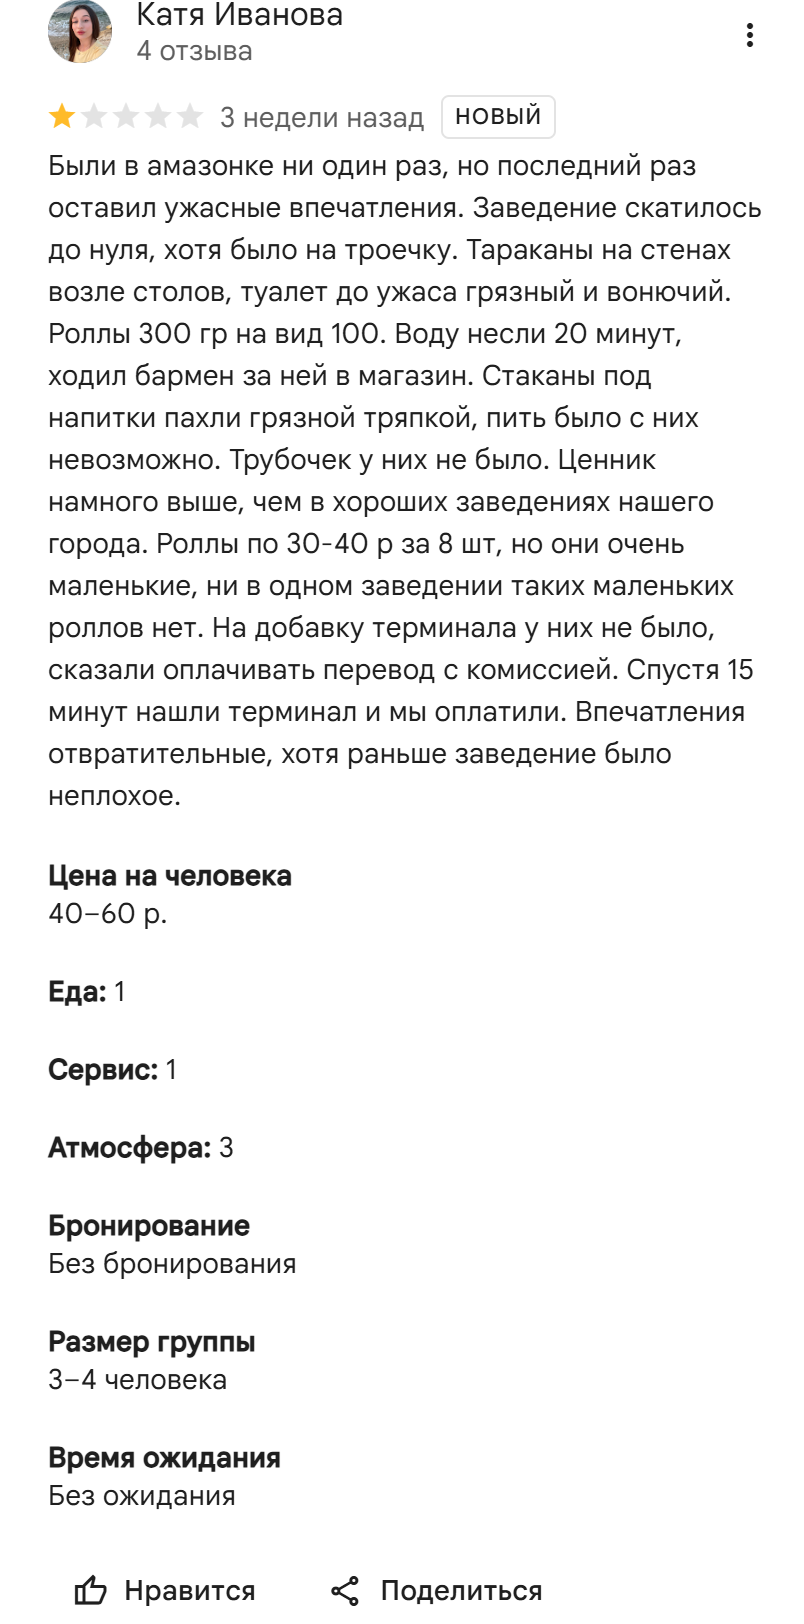 Катя Иванова
4 отзыва
3 недели назад НОВЫЙ
Были в амазонке ни один раз, но последний раз
оставил ужасные впечатления. Заведение скатилось
до нуля, хотя было на троечку. Тараканы на стенах
возле столов, туалет до ужаса грязный и вонючий.
Роллы 300 гр на вид 100. Воду несли 20 минут,
ходил бармен за ней в магазин. Стаканы под
напитки пахли грязной тряпкой, пить было с них
невозможно. Трубочек у них не было. Ценник
намного выше, чем в хороших заведениях нашего
города. Роллы по 30-40 р за 8 шт, но они очень
маленькие, ни в одном заведении таких маленьких
роллов нет. На добавку терминала у них не было,
сказали оплачивать перевод с комиссией. Спустя 15
минут нашли терминал и мы оплатили. Впечатления
отвратительные, хотя раньше заведение было
неплохое.
Цена на человека
40–60 р.
Еда: 1
Сервис: 1
Атмосфера: 3
Бронирование
Без бронирования
Размер группы
3–4 человека
Время ожидания
Без ожидания
Нравится Поделиться